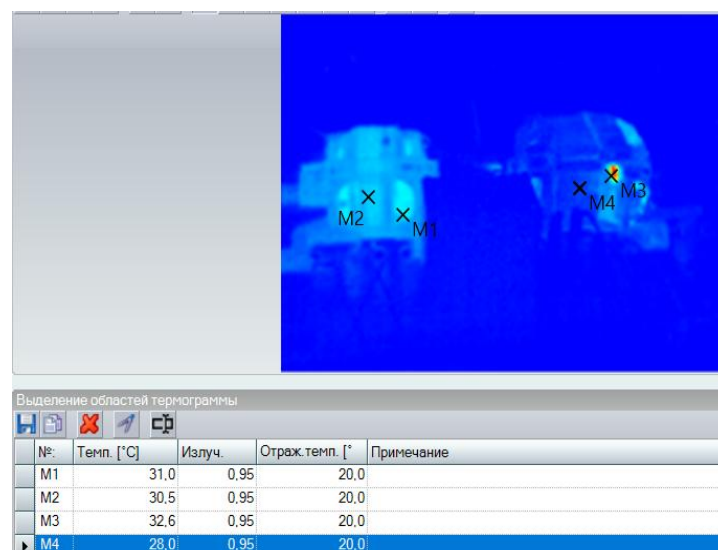 M2
M1
M4
M3
Выделение областей термограммы
№: Темп. [°C] Излуч. Отраж.темп. [° Примечание
M1 31,0 0,95 20,0
M2 30,5 0,95 20,0
M3 32,6 0,95 20,0
M4 28,0 0,95 20,0